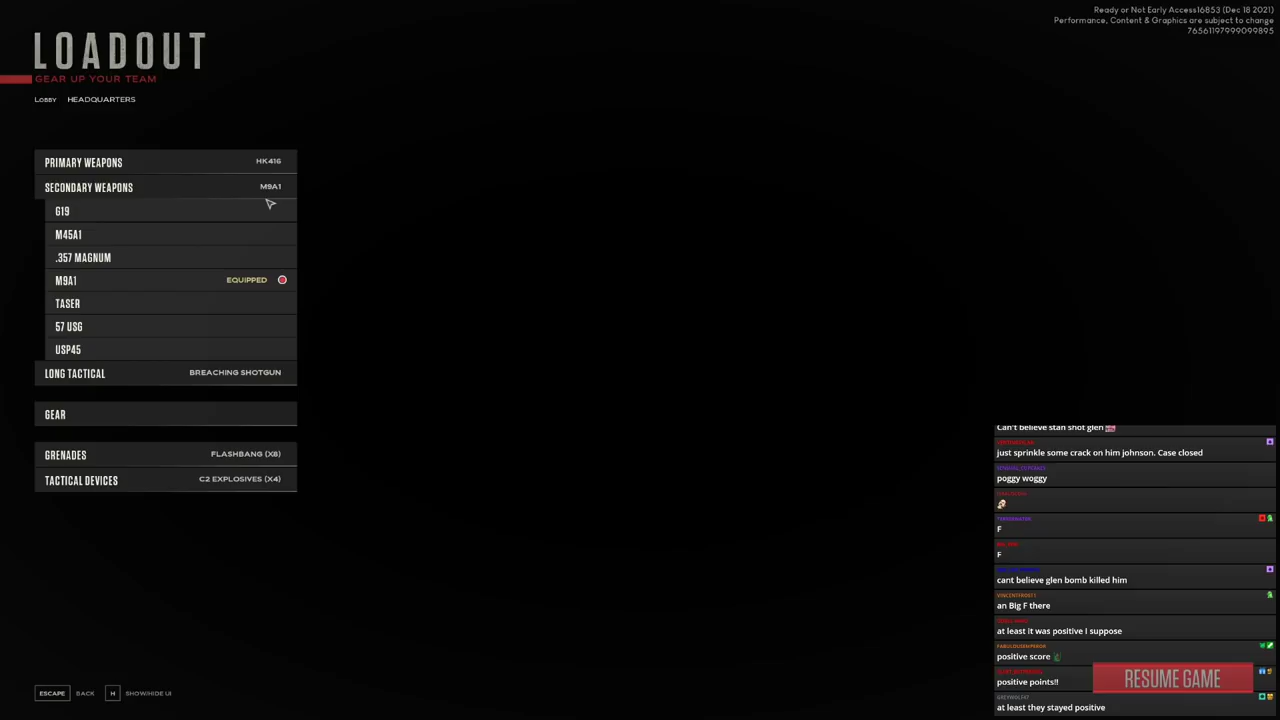 Ready or Not Early Access16853 (Dec 18 2021)
Performance, Content & Graphics are subject to change
76561197999099895
LOADOUT
GEAR UP YOUR TEAM
LOBBY HEADQUARTERS
PRIMARY WEAPONS HK416
SECONDARY WEAPONS M9A1
G19
M45A1
.357 MAGNUM
M9A1 EQUIPPED
TASER
57 USG
USP45
LONG TACTICAL BREACHING SHOTGUN
GEAR
GRENADES FLASHBANG (X8)
TACTICAL DEVICES C2 EXPLOSIVES (X4)
Can't believe stan shot glen
just sprinkle some crack on him johnson. Case closed
poggy woggy
F
F
cant believe glen bomb killed him
VINCENTFROST1
an Big F there
at least it was positive I suppose
FABULOUSEMPEROR
positive score
positive points!!
RESUME GAME
GREYWOLF47
at least they stayed positive
ESCAPE BACK H SHOW/HIDE UI